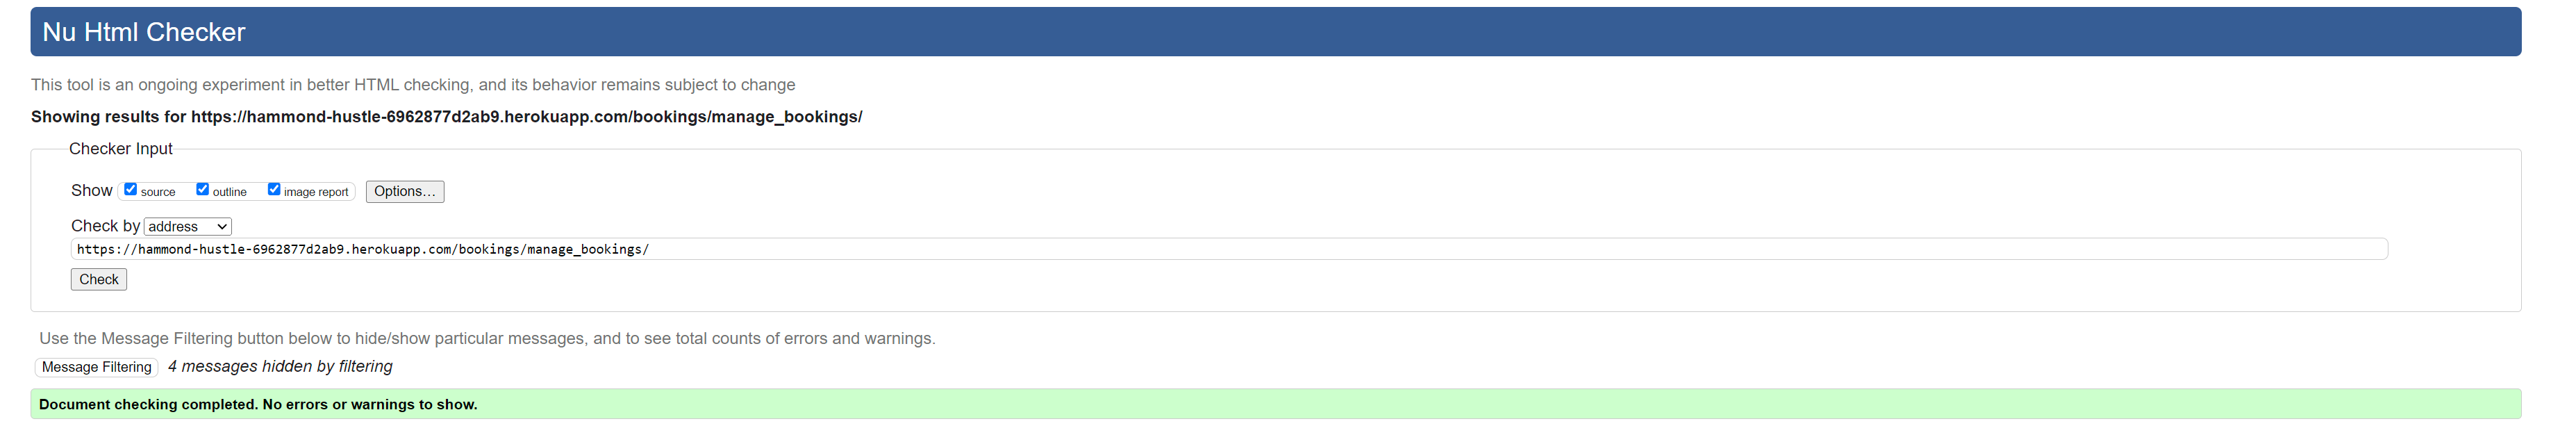 Nu Html Checker
This tool is an ongoing experiment in better HTML checking, and its behavior remains subject to change
Showing results for https://hammond-hustle-6962877d2ab9.herokuapp.com/bookings/manage_bookings/
Checker Input
Show source outline image report Options...
Check by address
https://hammond-hustle-6962877d2ab9.herokuapp.com/bookings/manage_bookings/
Check
Use the Message Filtering button below to hide/show particular messages, and to see total counts of errors and warnings.
Message Filtering 4 messages hidden by filtering
Document checking completed. No errors or warnings to show.